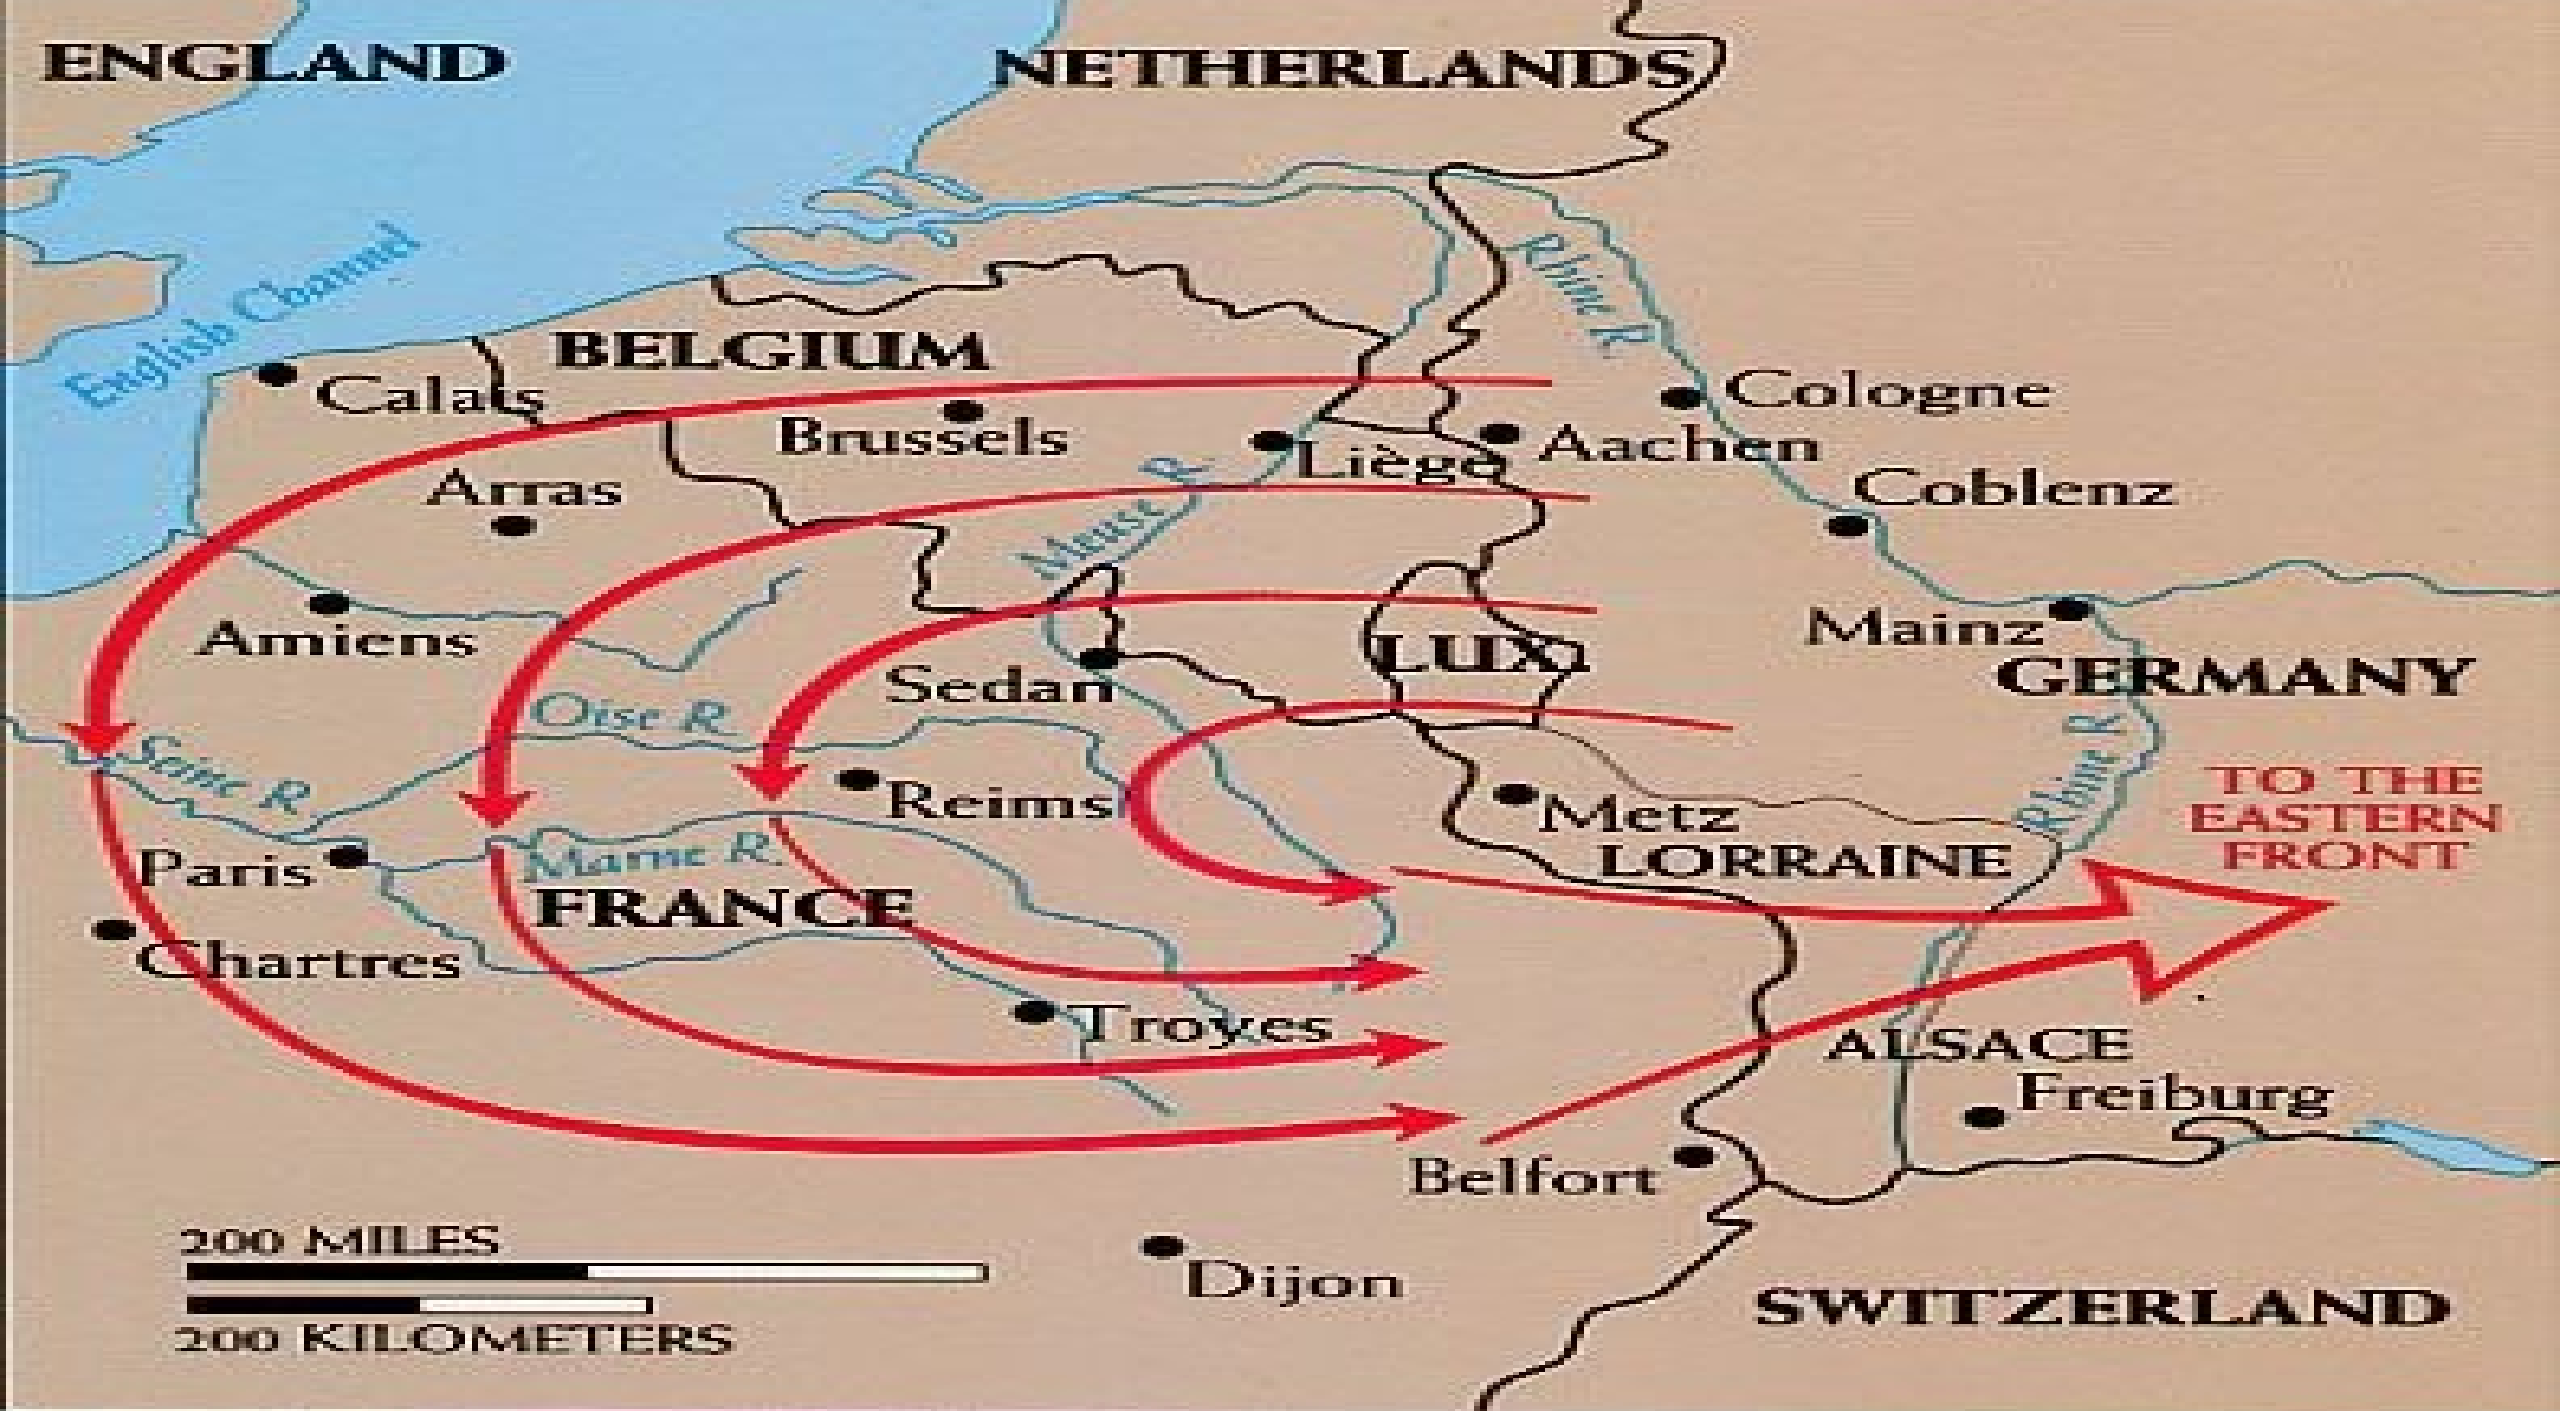 ENGLAND
NETHERLANDS
English Channel
Rhine R.
BELGIUM
Calais
Brussels
Cologne
Liège
Aachen
Arras
Meuse R.
Coblenz
Amiens
Mainz
LUX.
GERMANY
Sedan
Oise R.
Seine R.
Rhine R.
Reims
Metz
TO THE
EASTERN
FRONT
Paris
Marne R.
LORRAINE
FRANCE
Chartres
Troyes
ALSACE
Freiburg
Belfort
200 MILES
Dijon
SWITZERLAND
200 KILOMETERS